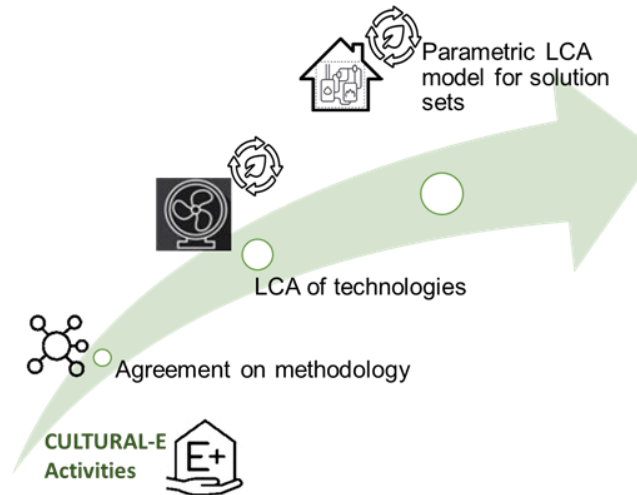 Parametric LCA
model for solution
sets
LCA of technologies
Agreement on methodology
CULTURAL-E
Activities
E+